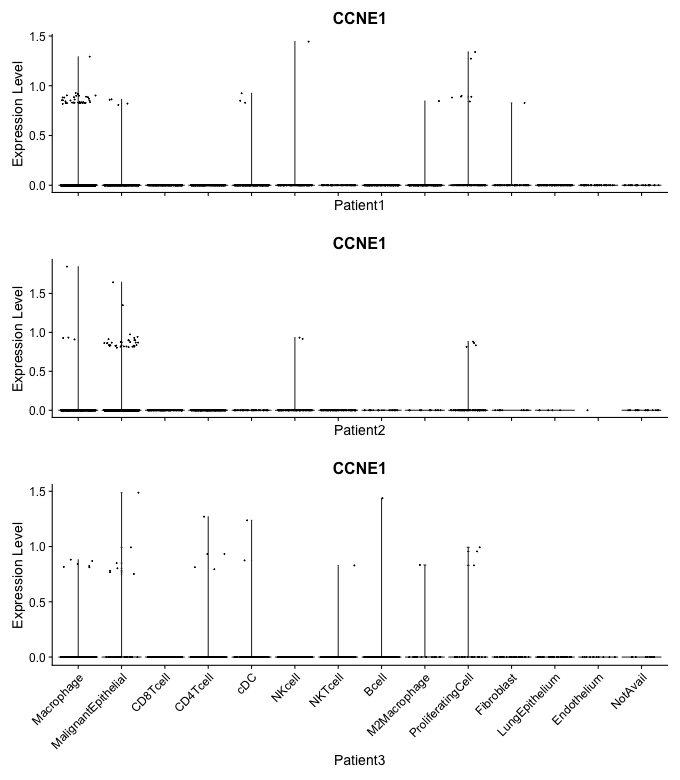 CCNE1
1.5
1.0
0.5
0.0
Expression Level
Patient1
CCNE1
1.5
1.0
0.5
0.0
Expression Level
Patient2
CCNE1
1.5
1.0
0.5
0.0
Expression Level
Macrophage
MalignantEpithelial
CD8Tcell
CD4Tcell
cDC
NKcell
NKTcell
Bcell
M2Macrophage
ProliferatingCell
Fibroblast
LungEpithelium
Endothelium
NotAvail
Patient3